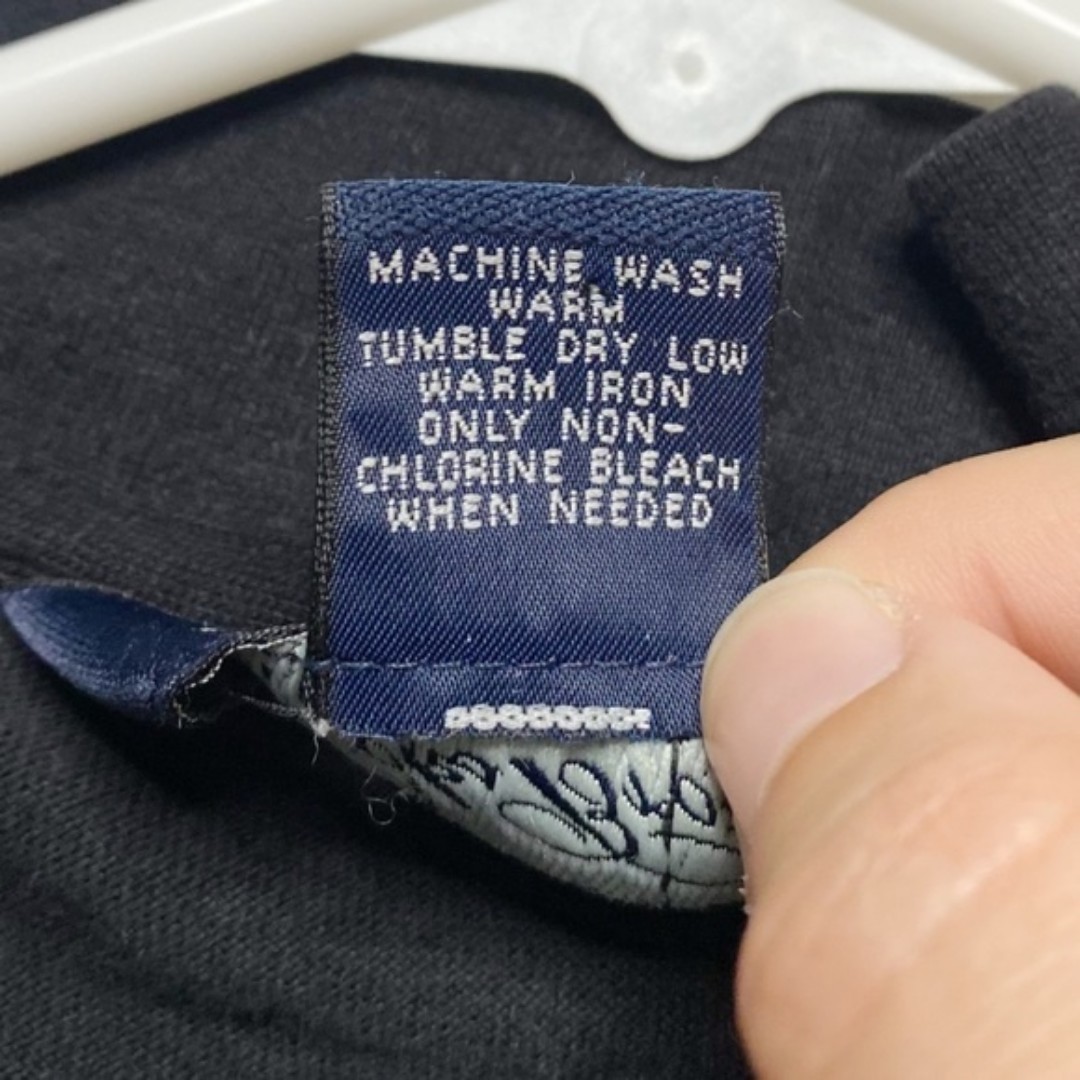 MACHINE WASH
WARM
TUMBLE DRY LOW
WARM IRON
ONLY NON-
CHLORINE BLEACH
WHEN NEEDED